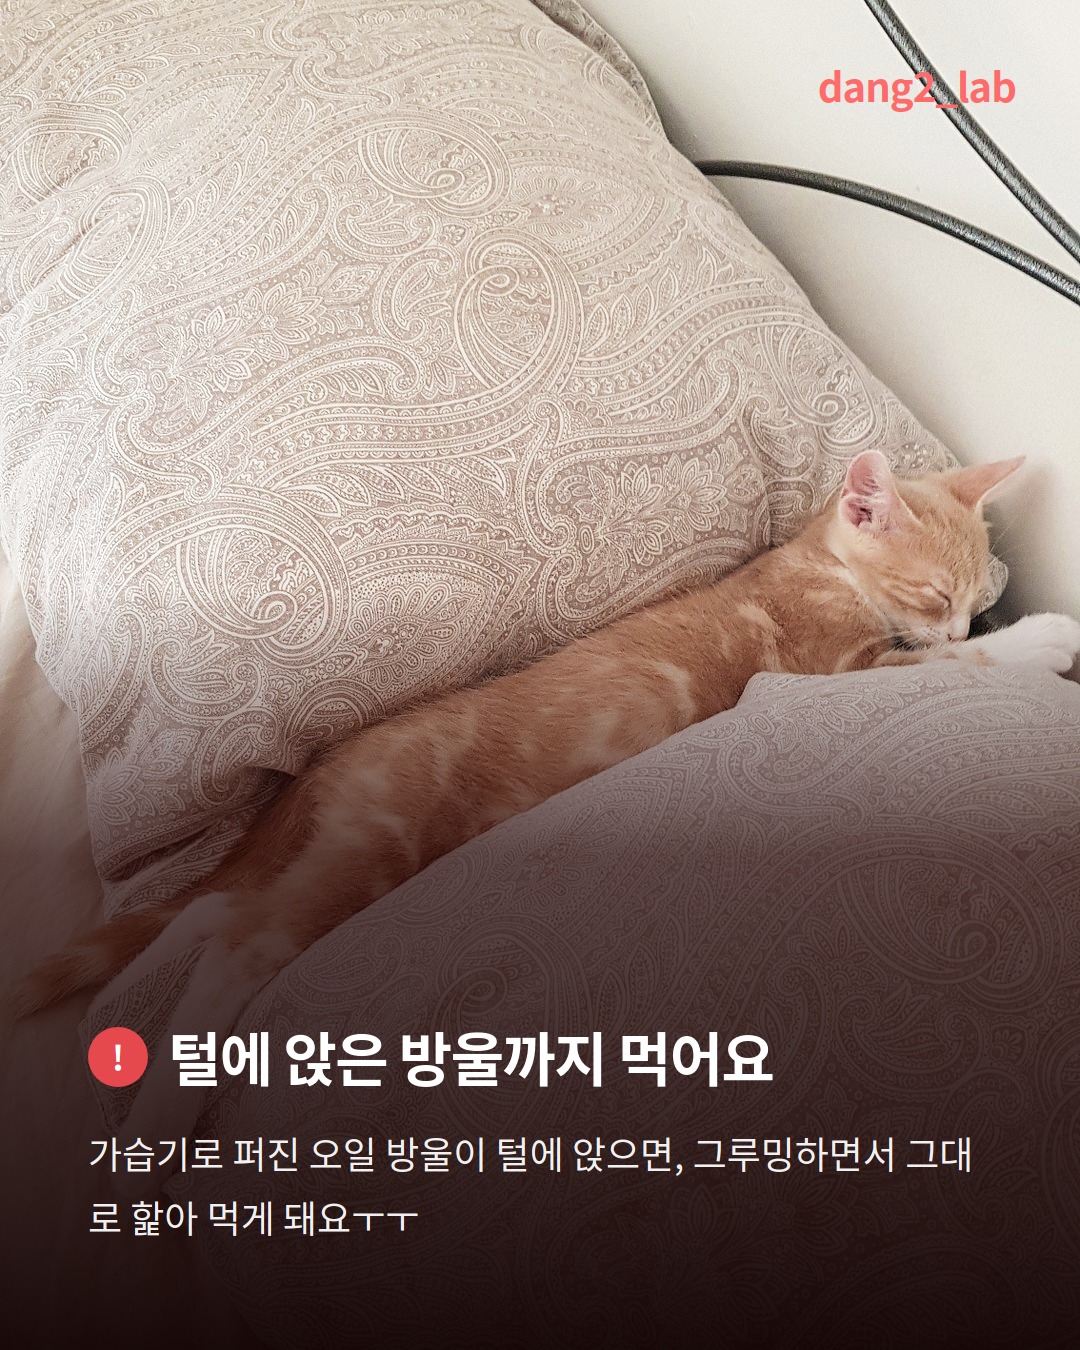 dang2_lab
! 털에 앉은 방울까지 먹어요
가습기로 퍼진 오일 방울이 털에 앉으면, 그루밍하면서 그대
로 핥아 먹게 돼요ㅜㅜ